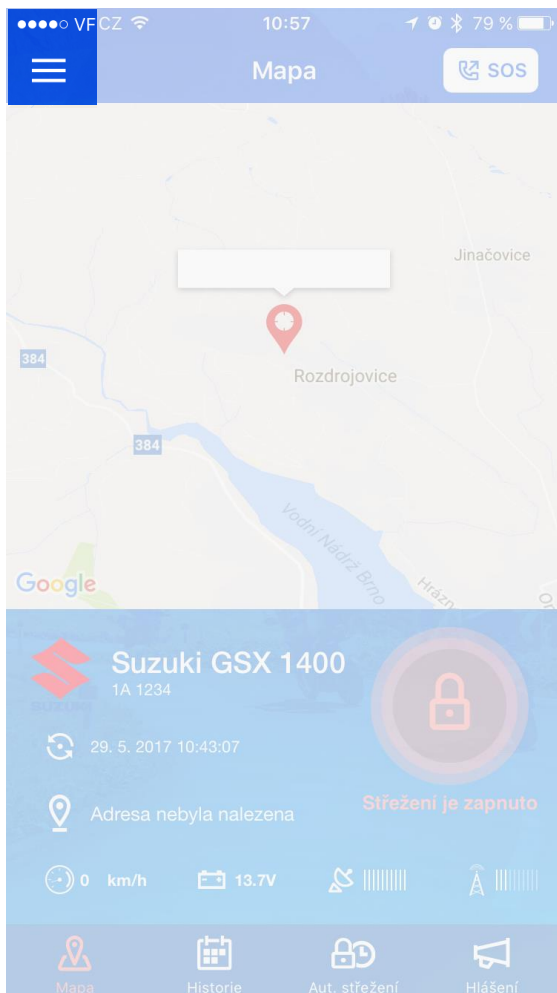 VF CZ 10:57 79 %
Mapa SOS
Jinačovice
384
Rozdrojovice
384
Vodní Nádrž Brno
Hrázní
Google
Suzuki GSX 1400
1A 1234
SUZUKI
29. 5. 2017 10:43:07
Adresa nebyla nalezena
Střežení je zapnuto
0 km/h 13.7V
Mapa Historie Aut. střežení Hlášení